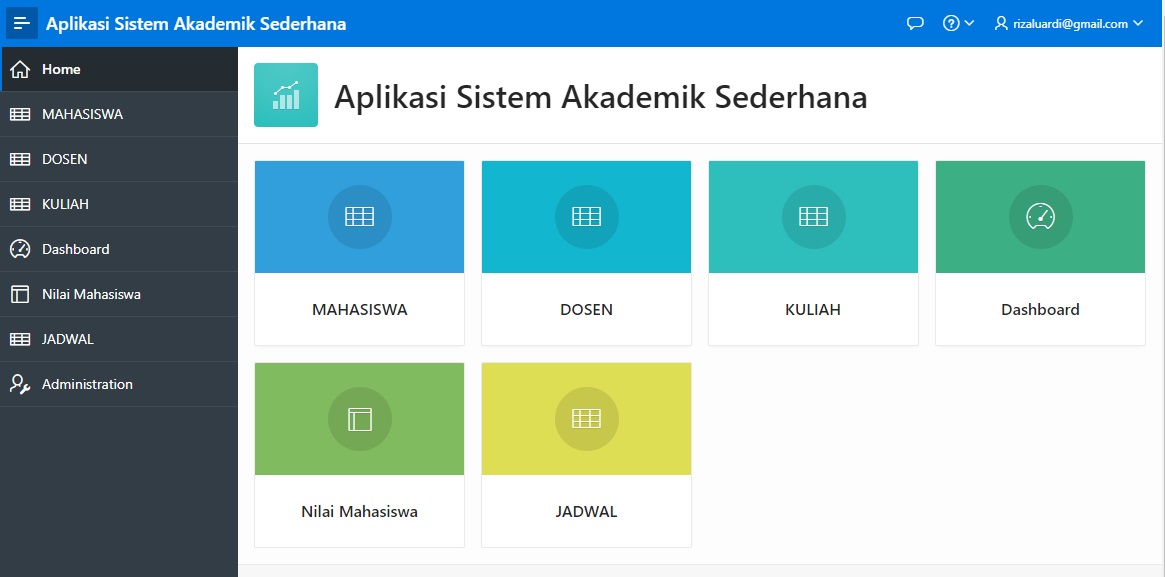 Aplikasi Sistem Akademik Sederhana
rizaluardi@gmail.com
Home
MAHASISWA
DOSEN
KULIAH
Dashboard
Nilai Mahasiswa
JADWAL
Administration
Aplikasi Sistem Akademik Sederhana
MAHASISWA
DOSEN
KULIAH
Dashboard
Nilai Mahasiswa
JADWAL